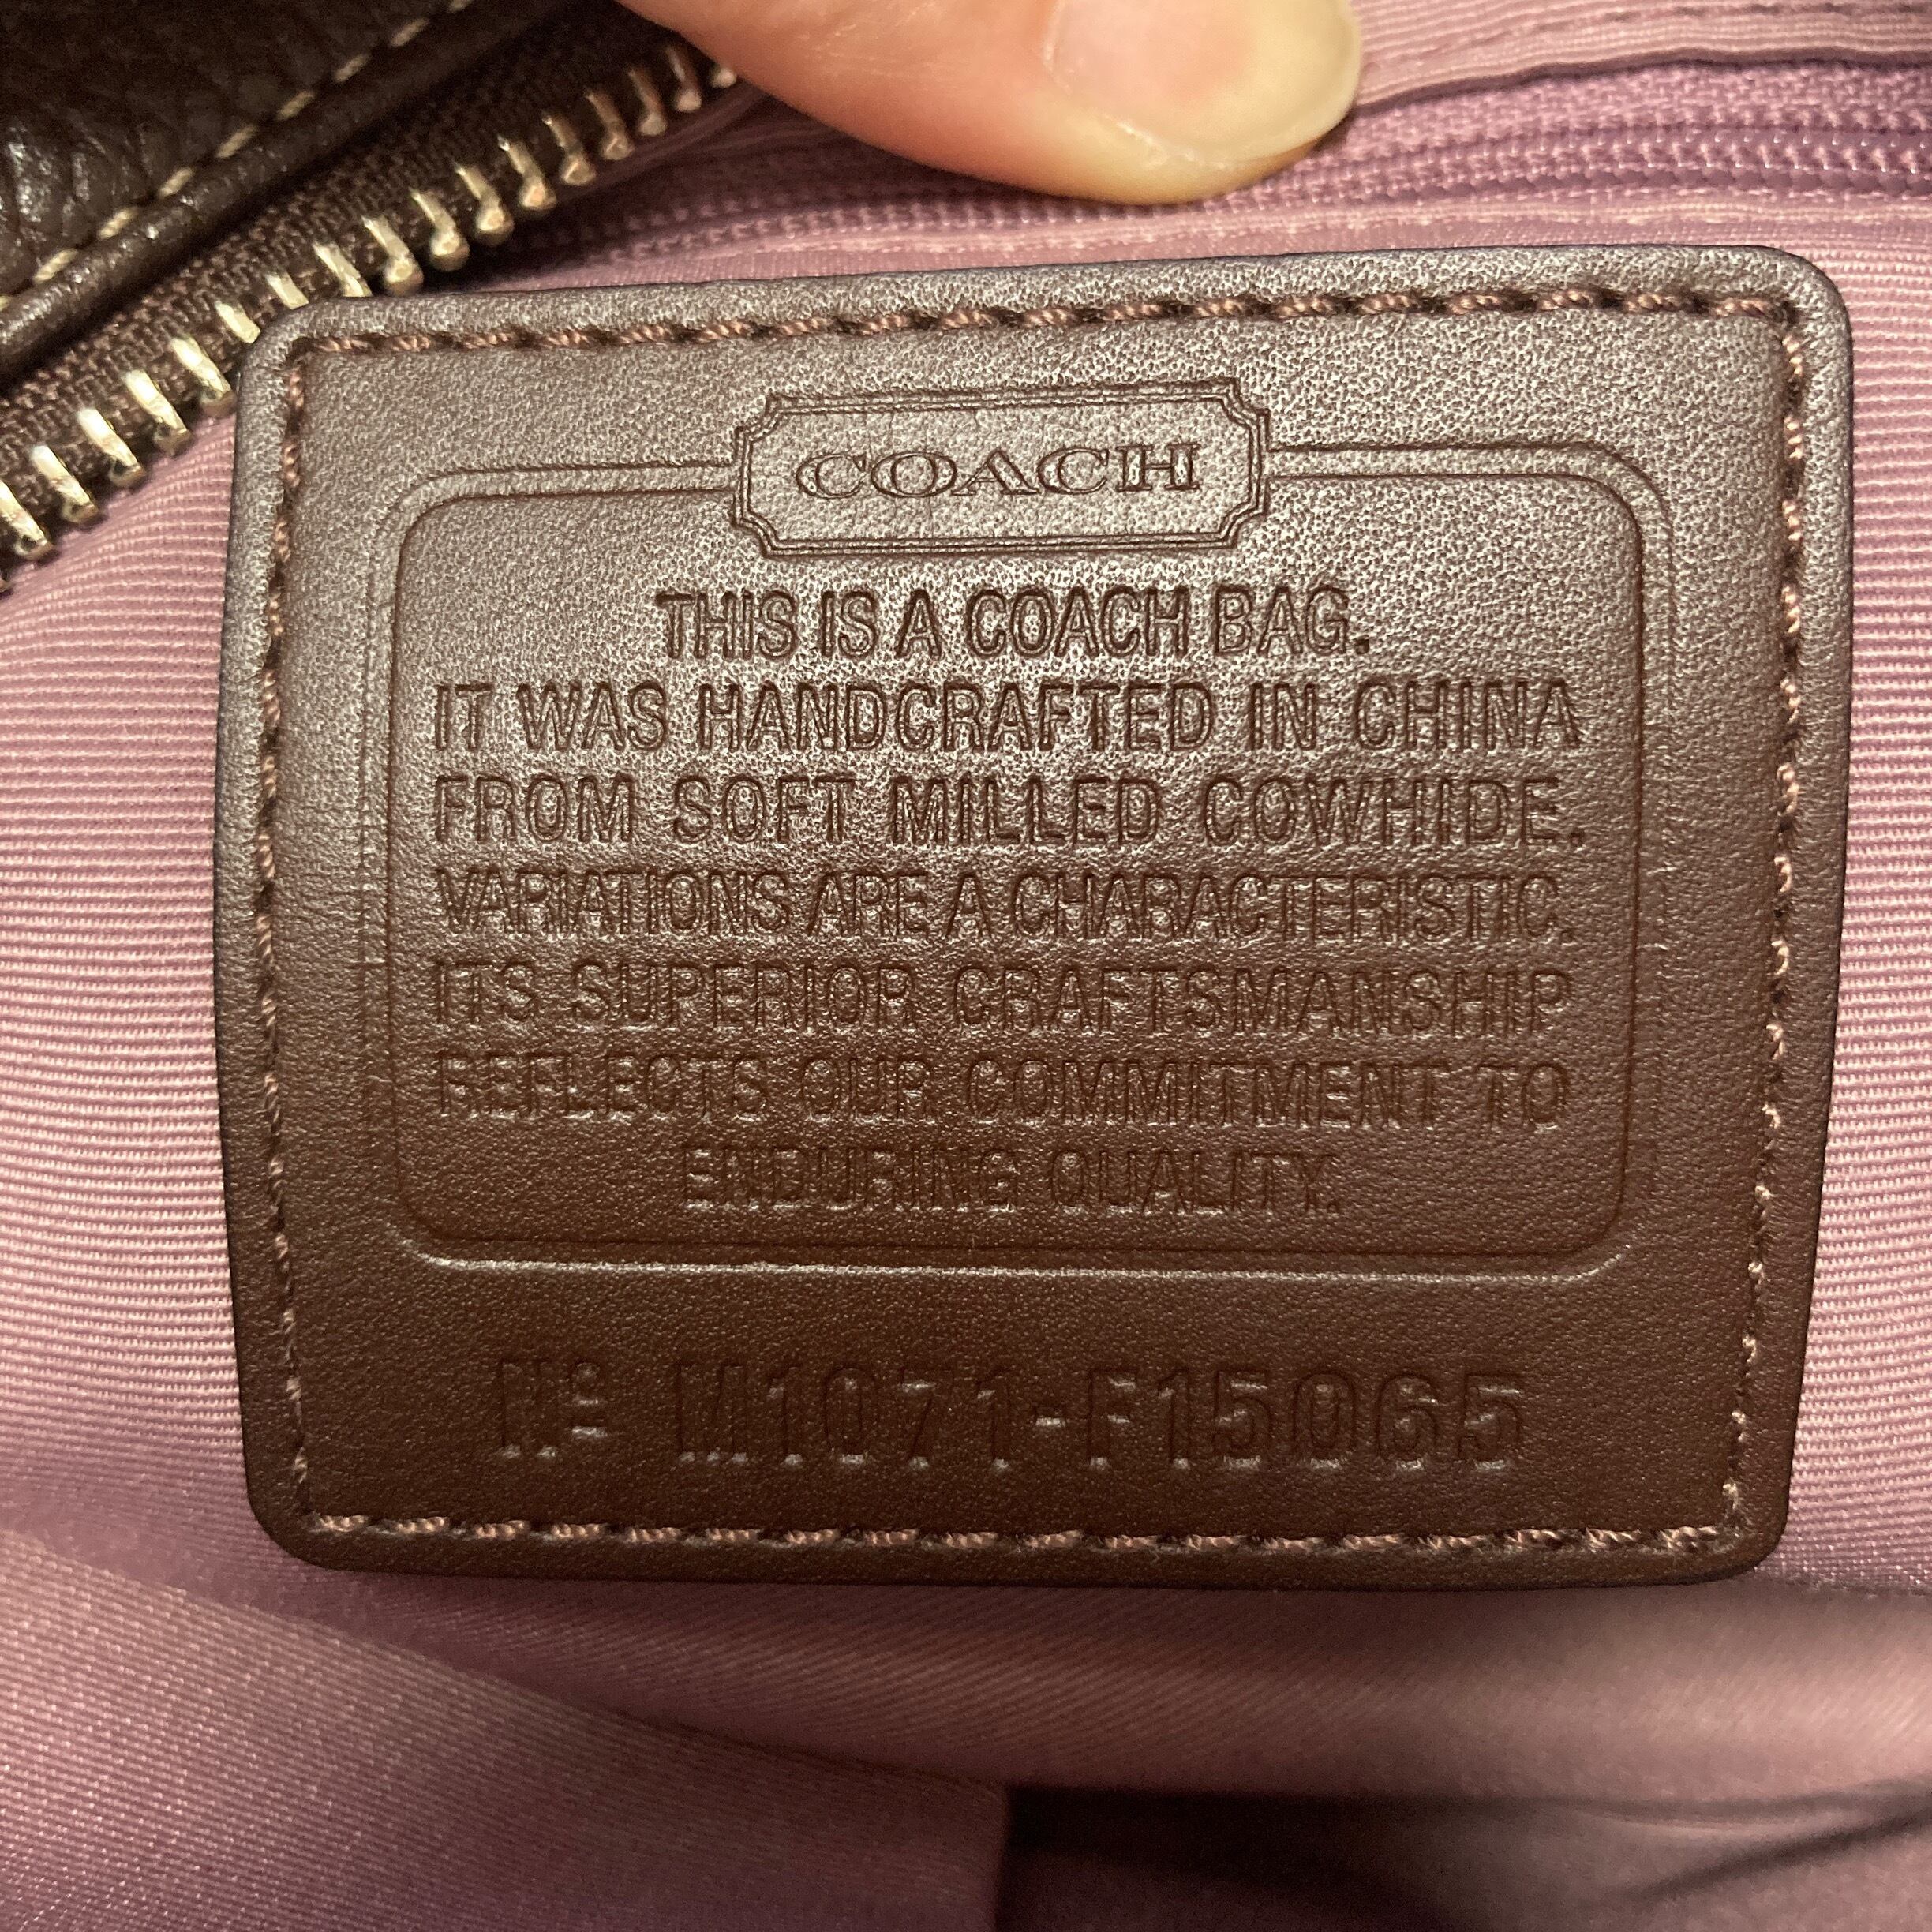 COACH
THIS IS A COACH BAG.
IT WAS HANDCRAFTED IN CHINA
FROM SOFT MILLED COWHIDE.
VARIATIONS ARE A CHARACTERISTIC.
ITS SUPERIOR CRAFTSMANSHIP
REFLECTS OUR COMMITMENT TO
ENDURING QUALITY.
Nº M1071-F15065